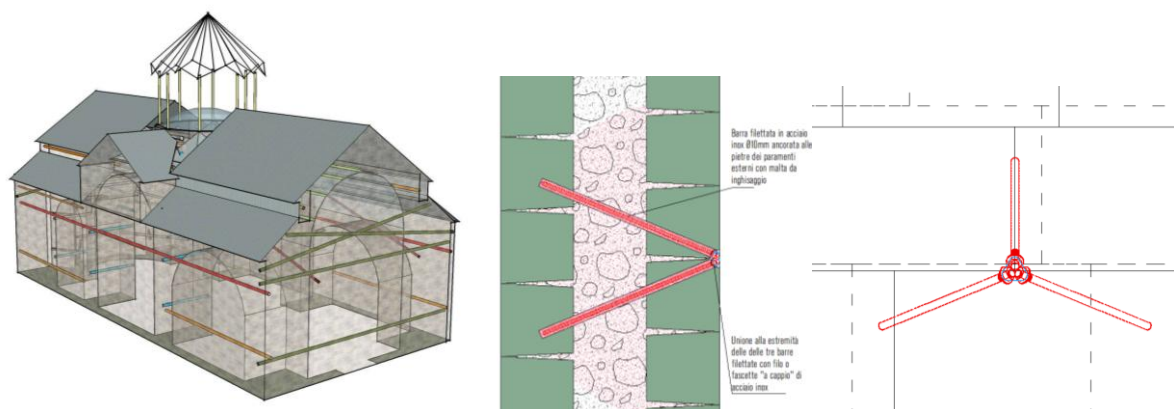 Barra filettata in acciaio
inox Ø10mm ancorata alle
pietre dei paramenti
esterni con malta da
inghisaggio
Unione alla estremità
delle delle tre barre
filettate con filo o
fascette "a cappio" di
acciaio inox